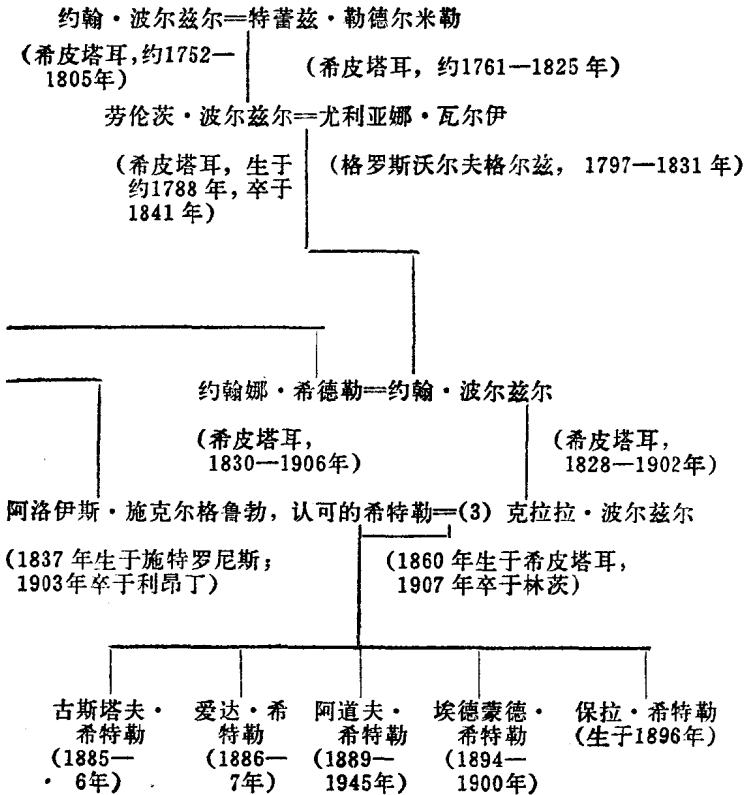 约翰·波尔兹尔=特蕾兹·勒德尔米勒
(希皮塔耳,约1752—
1805年)
(希皮塔耳,约1761—1825年)
劳伦茨·波尔兹尔=尤利亚娜·瓦尔伊
(希皮塔耳,生于
约1788年,卒于
1841年)
(格罗斯沃尔夫格尔兹,1797—1831年)
约翰娜·希德勒=约翰·波尔兹尔
(希皮塔耳,
1830—1906年)
(希皮塔耳,
1828—1902年)
阿洛伊斯·施克尔格鲁勃,认可的希特勒=(3) 克拉拉·波尔兹尔
(1837年生于施特罗尼斯;
1903年卒于利昂丁)
(1860年生于希皮塔耳,
1907年卒于林茨)
古斯塔夫·
希特勒
(1885—
6年)
爱达·希
特勒
(1886—
7年)
阿道夫·
希特勒
(1889—
1945年)
埃德蒙德·
希特勒
(1894—
1900年)
保拉·希特勒
(生于1896年)